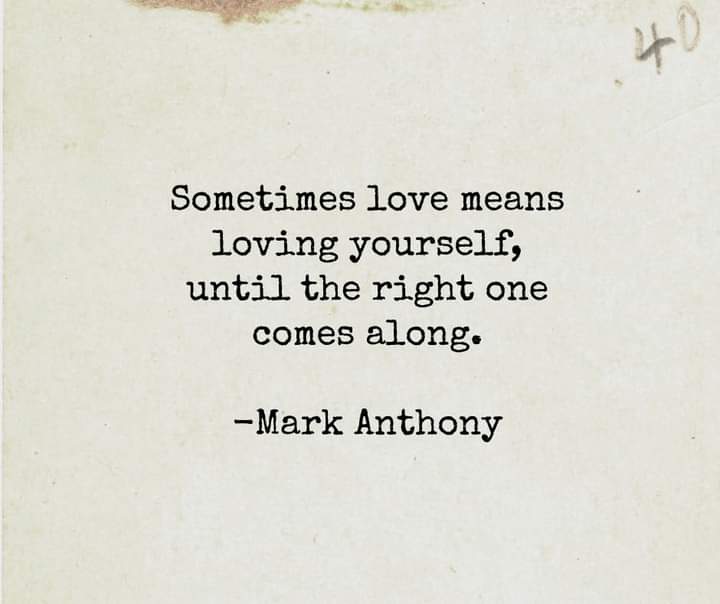 .40
Sometimes love means
loving yourself,
until the right one
comes along.
-Mark Anthony